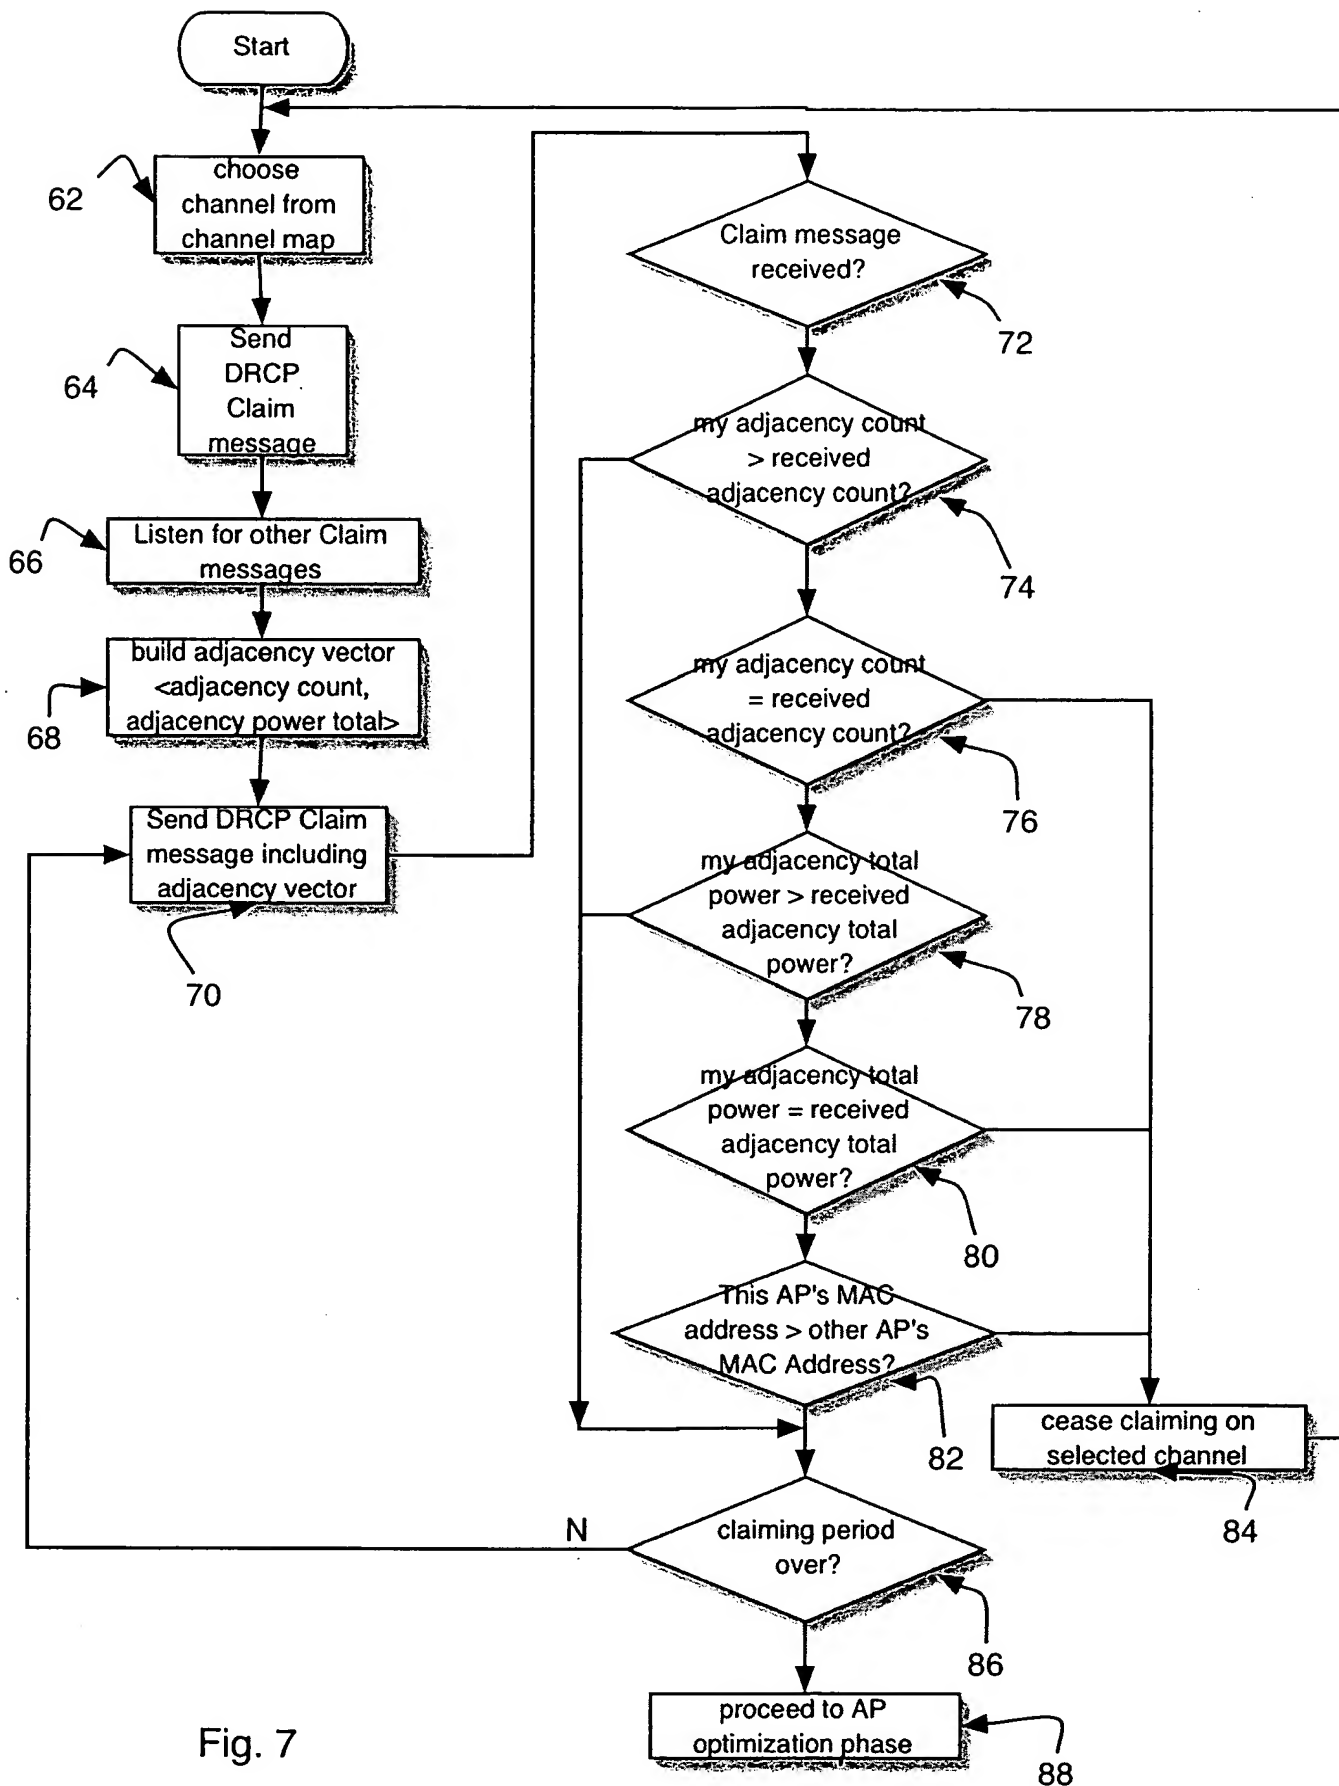 Start
choose
channel from
channel map
62
Send
DRCP
Claim
message
64
Listen for other Claim
messages
66
build adjacency vector
<adjacency count,
adjacency power total>
68
Send DRCP Claim
message including
adjacency vector
70
Claim message
received?
72
my adjacency count
> received
adjacency count?
74
my adjacency count
= received
adjacency count?
76
my adjacency total
power > received
adjacency total
power?
78
my adjacency total
power = received
adjacency total
power?
80
This AP's MAC
address > other AP's
MAC Address?
82
cease claiming on
selected channel
84
N
claiming period
over?
86
proceed to AP
optimization phase
88
Fig. 7